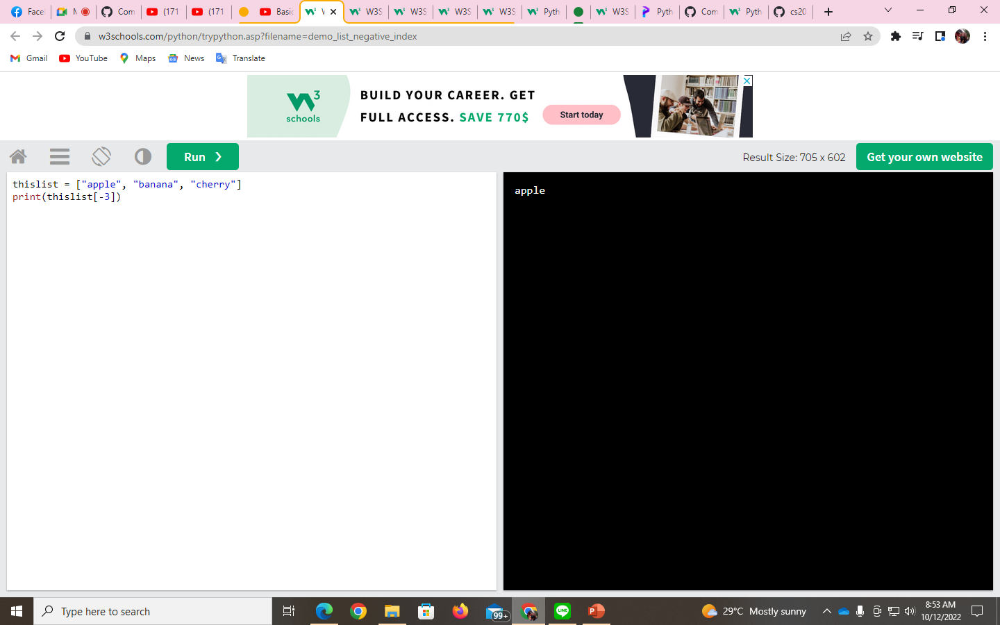 Facel
M
Com
(171
(171
Basic
W3S
W3S
W3S
W3S
Pyth
W3S
Pyth
Com
Pyth
cs20
w3schools.com/python/trypython.asp?filename=demo_list_negative_index
Gmail
YouTube
Maps
News
Translate
W3
schools
BUILD YOUR CAREER. GET
FULL ACCESS. SAVE 770$
Start today
Run ❯
Result Size: 705 x 602
Get your own website
thislist = ["apple", "banana", "cherry"]
print(thislist[-3])
apple
Type here to search
99+
LINE
P
29°C Mostly sunny
8:53 AM
10/12/2022